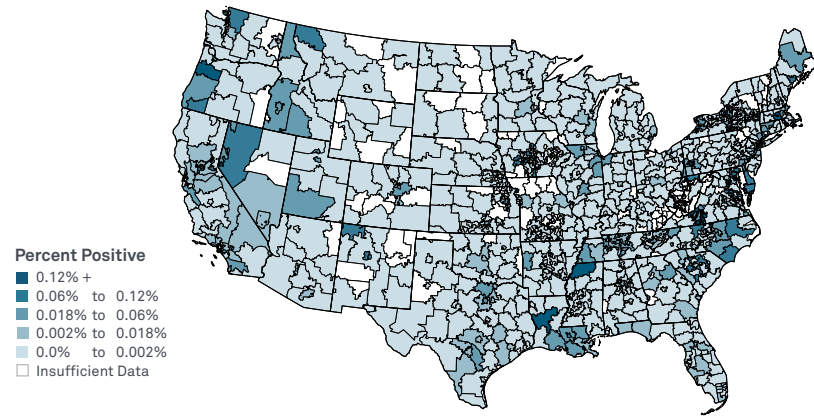 Percent Positive
0.12% +
0.06% to 0.12%
0.018% to 0.06%
0.002% to 0.018%
0.0% to 0.002%
Insufficient Data